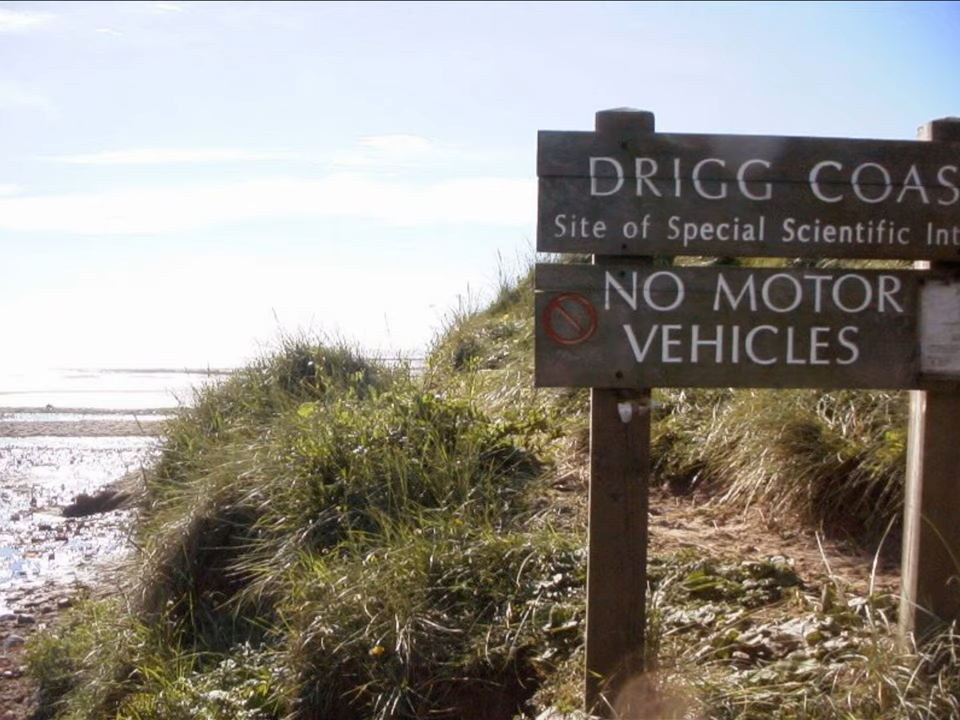 DRIGG COAS
Site of Special Scientific Int
NO MOTOR
VEHICLES